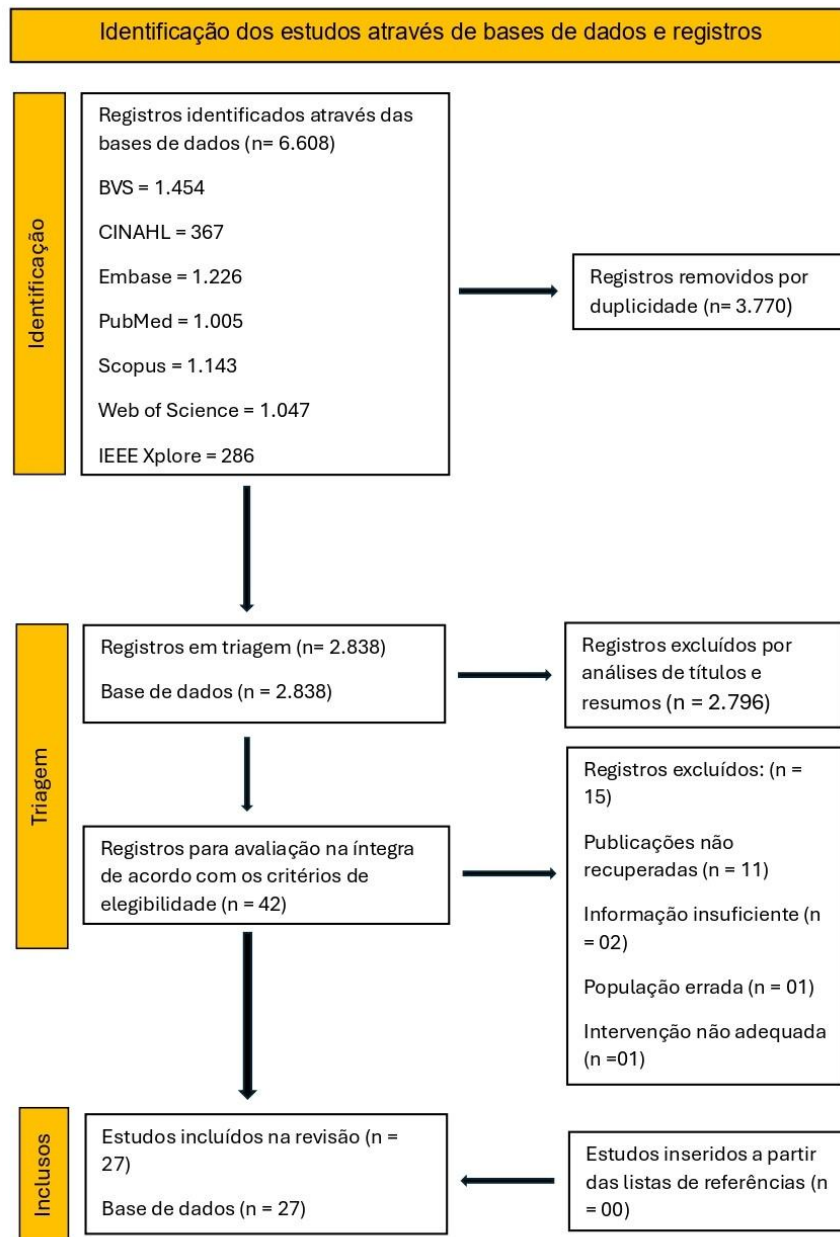 Identificação dos estudos através de bases de dados e registros
Identificação
Registros identificados através das
bases de dados (n= 6.608)
BVS = 1.454
CINAHL = 367
Embase = 1.226
PubMed = 1.005
Scopus = 1.143
Web of Science = 1.047
IEEE Xplore = 286
Registros removidos por
duplicidade (n= 3.770)
Triagem
Registros em triagem (n= 2.838)
Base de dados (n = 2.838)
Registros excluídos por
análises de títulos e
resumos (n = 2.796)
Registros para avaliação na íntegra
de acordo com os critérios de
elegibilidade (n = 42)
Registros excluídos: (n =
15)
Publicações não
recuperadas (n = 11)
Informação insuficiente (n
= 02)
População errada (n = 01)
Intervenção não adequada
(n =01)
Inclusos
Estudos incluídos na revisão (n =
27)
Base de dados (n = 27)
Estudos inseridos a partir
das listas de referências (n
= 00)